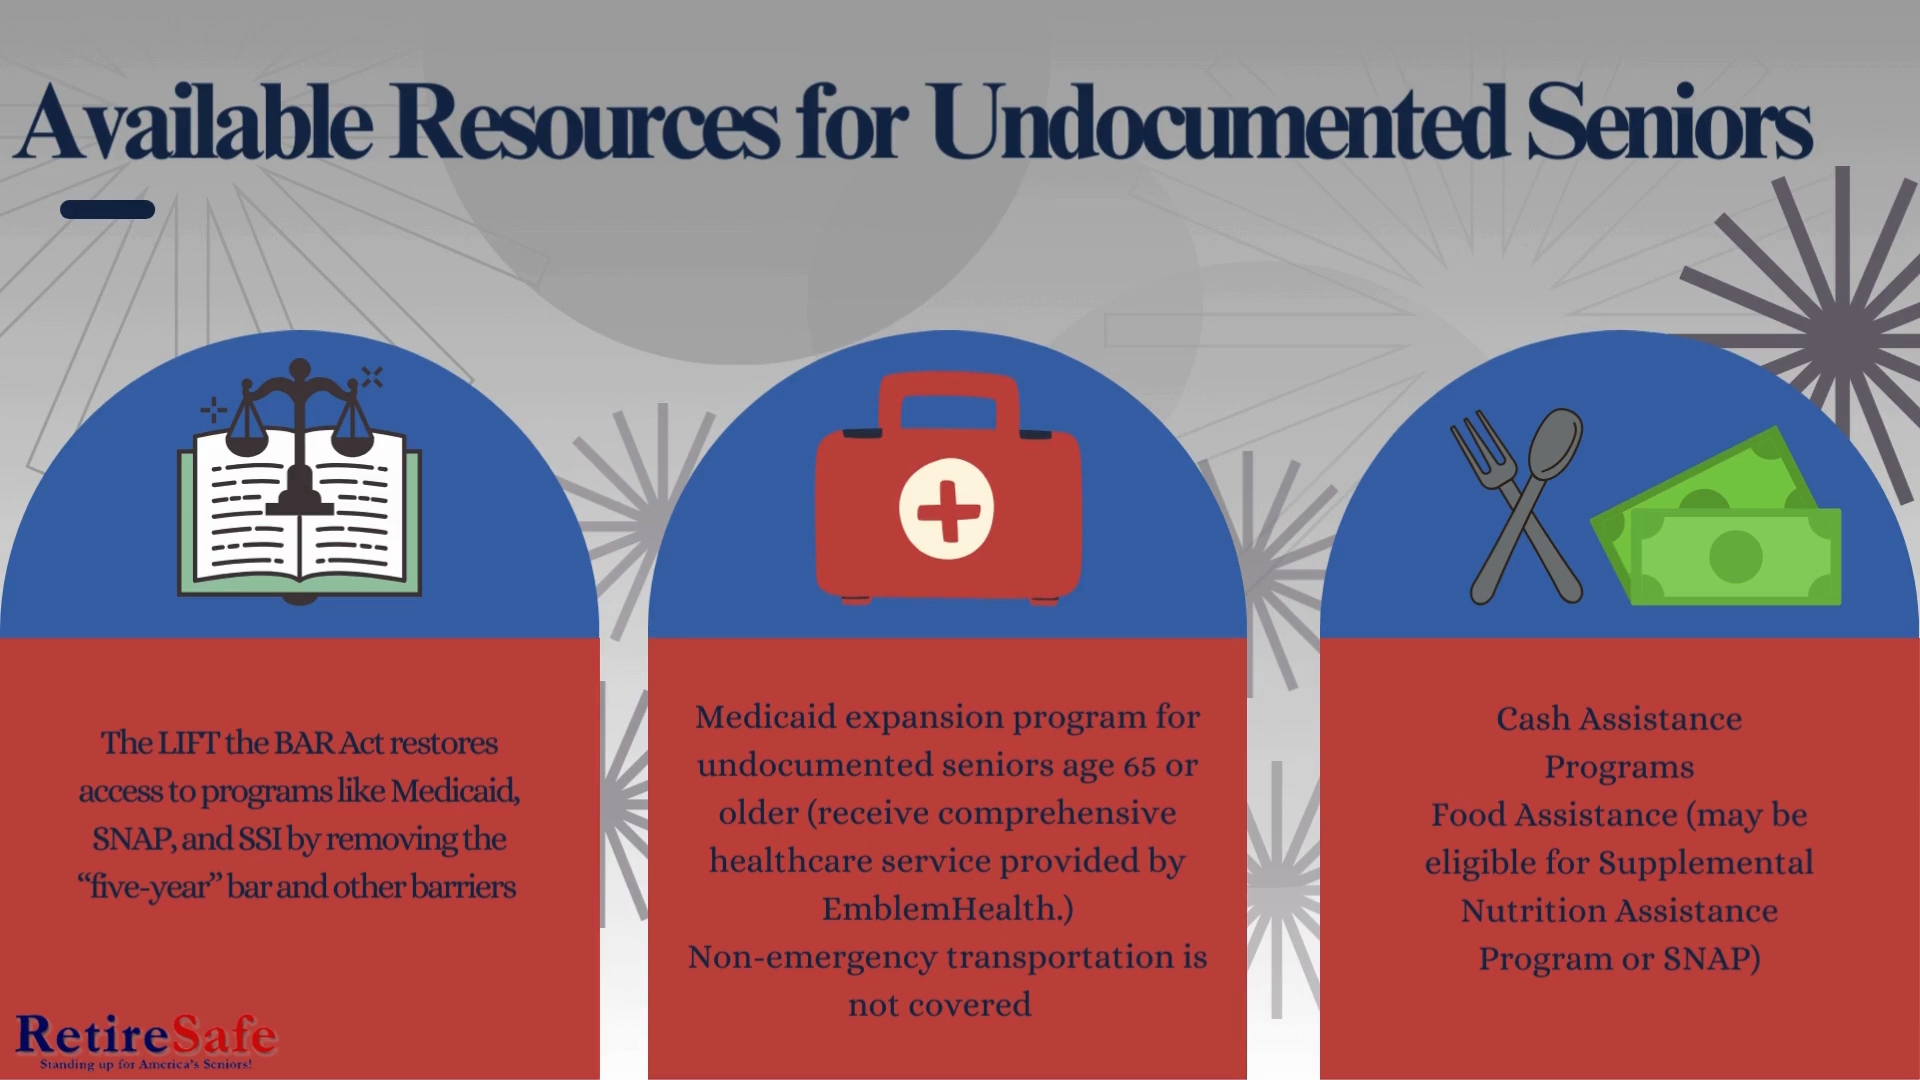 Available Resources for Undocumented Seniors
The LIFT the BAR Act restores
access to programs like Medicaid,
SNAP, and SSI by removing the
“five-year” bar and other barriers
Medicaid expansion program for
undocumented seniors age 65 or
older (receive comprehensive
healthcare service provided by
EmblemHealth.)
Non-emergency transportation is
not covered
Cash Assistance
Programs
Food Assistance (may be
eligible for Supplemental
Nutrition Assistance
Program or SNAP)
RetireSafe
Standing up for America's Seniors!